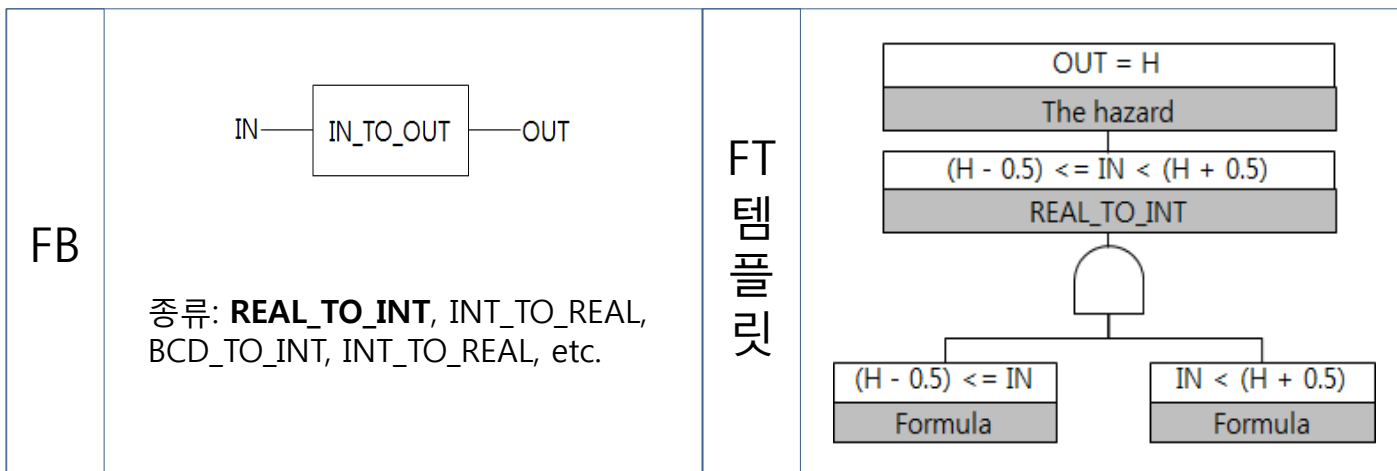 FB
IN
IN_TO_OUT
OUT
종류: REAL_TO_INT, INT_TO_REAL,
BCD_TO_INT, INT_TO_REAL, etc.
FT
템
플
릿
OUT = H
The hazard
(H - 0.5) <= IN < (H + 0.5)
REAL_TO_INT
(H - 0.5) <= IN
Formula
IN < (H + 0.5)
Formula